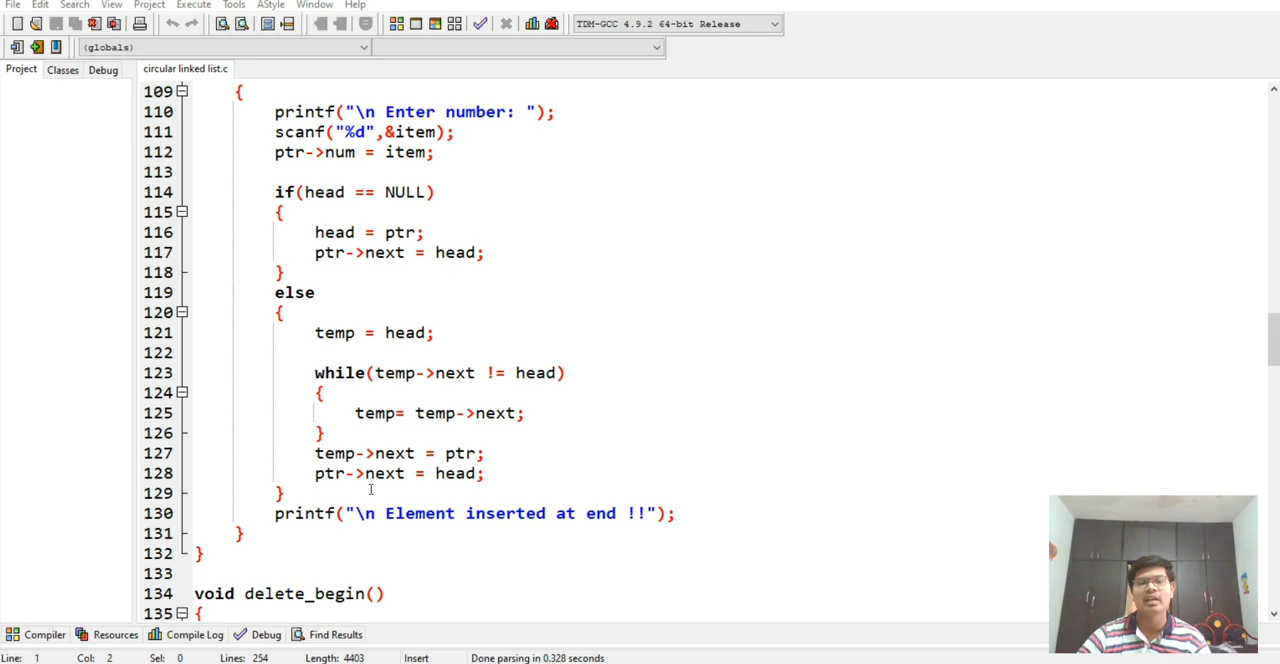 File Edit Search View Project Execute Tools AStyle Window Help
TDM-GCC 4.9.2 64-bit Release
(globals)
Project Classes Debug circular linked list.c
109 {
110 printf("\n Enter number: ");
111 scanf("%d",&item);
112 ptr->num = item;
113
114 if(head == NULL)
115 {
116 head = ptr;
117 ptr->next = head;
118 }
119 else
120 {
121 temp = head;
122
123 while(temp->next != head)
124 {
125 temp= temp->next;
126 }
127 temp->next = ptr;
128 ptr->next = head;
129 }
130 printf("\n Element inserted at end !!");
131 }
132 }
133
134 void delete_begin()
135 {
Compiler Resources Compile Log Debug Find Results
Line: 1 Col: 2 Sel: 0 Lines: 254 Length: 4403 Insert Done parsing in 0.328 seconds